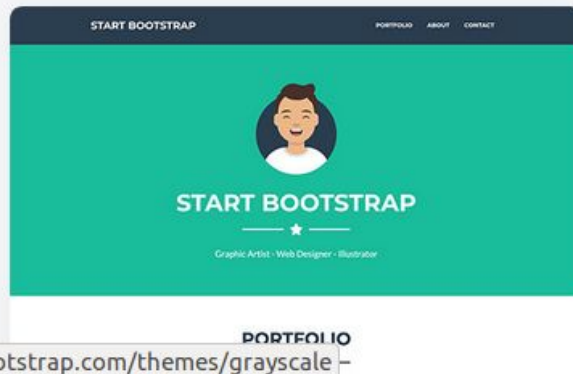 START BOOTSTRAP PORTFOLIO ABOUT CONTACT
START BOOTSTRAP
Graphic Artist - Web Designer - Illustrator
PORTFOLIO
otstrap.com/themes/grayscale